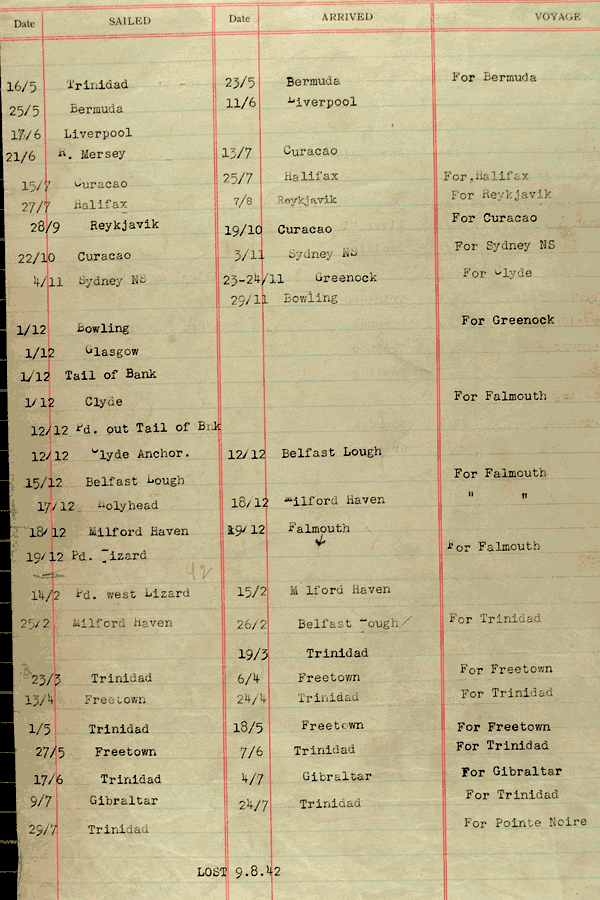 Date SAILED Date ARRIVED VOYAGE
16/5 Trinidad 23/5 Bermuda For Bermuda
25/5 Bermuda 11/6 Liverpool
17/6 Liverpool
21/6 R. Mersey 13/7 Curacao
15/7 Curacao 25/7 Halifax For Halifax
27/7 Halifax 7/8 Reykjavik For Reykjavik
28/9 Reykjavik 19/10 Curacao For Curacao
22/10 Curacao 3/11 Sydney NS For Sydney NS
4/11 Sydney NS 23-24/11 Greenock For Clyde
29/11 Bowling
1/12 Bowling For Greenock
1/12 Glasgow
1/12 Tail of Bank
1/12 Clyde For Falmouth
12/12 Pd. out Tail of Bnk
12/12 Clyde Anchor. 12/12 Belfast Lough
15/12 Belfast Lough For Falmouth
17/12 Holyhead 18/12 Milford Haven " "
18/12 Milford Haven 19/12 Falmouth
19/12 Pd. Lizard For Falmouth
42
14/2 Pd. west Lizard 15/2 M lford Haven
25/2 Milford Haven 26/2 Belfast Lough/ For Trinidad
19/3 Trinidad
23/3 Trinidad 6/4 Freetown For Freetown
13/4 Freetown 24/4 Trinidad For Trinidad
1/5 Trinidad 18/5 Freetown For Freetown
27/5 Freetown 7/6 Trinidad For Trinidad
17/6 Trinidad 4/7 Gibraltar For Gibraltar
9/7 Gibraltar 24/7 Trinidad For Trinidad
29/7 Trinidad For Pointe Noire
LOST 9.8.42